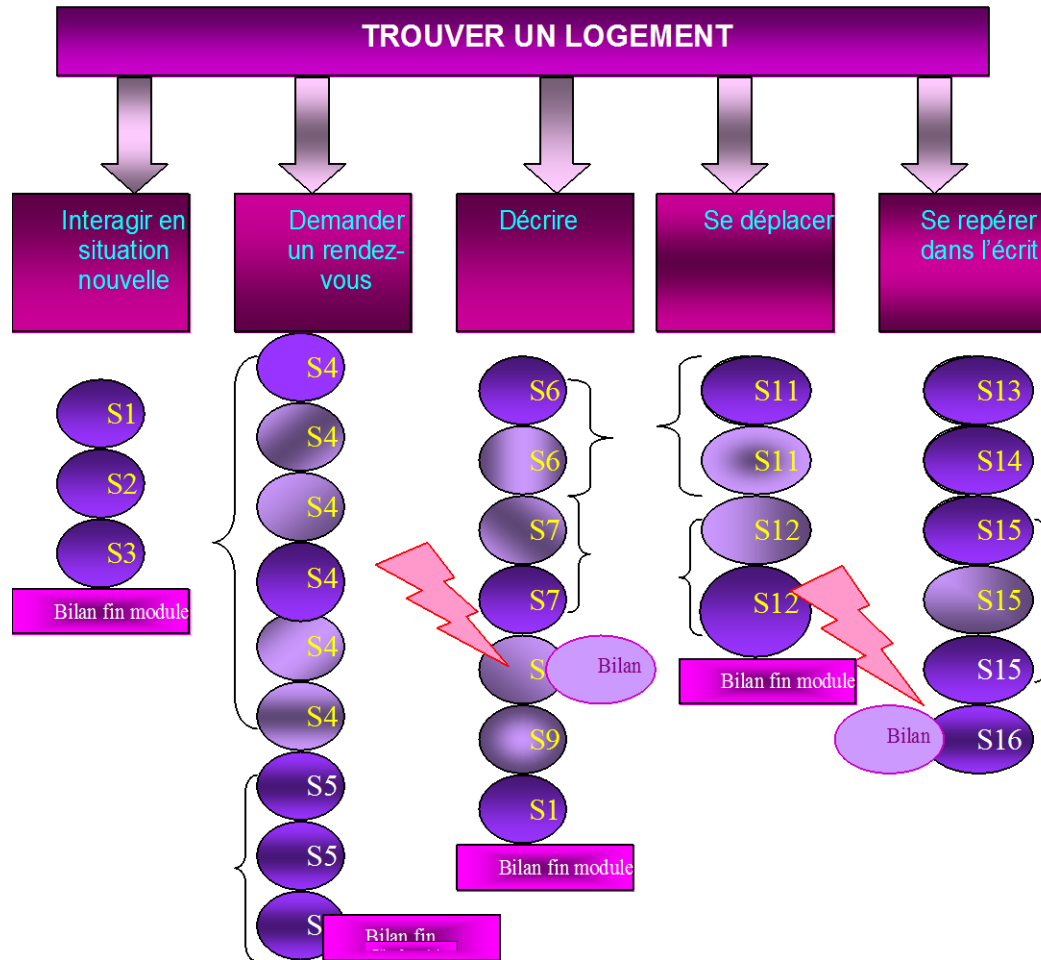 TROUVER UN LOGEMENT
Interagir en
situation
nouvelle
S1
S2
S3
Bilan fin module
Demander
un rendez-
vous
S4
S4
S4
S4
S4
S4
S5
S5
S
Bilan fin
Décrire
S6
S6
S7
S7
S
Bilan
S9
S1
Bilan fin module
Se déplacer
S11
S11
S12
S12
Bilan fin module
Se repérer
dans l'écrit
S13
S14
S15
S15
S15
Bilan
S16